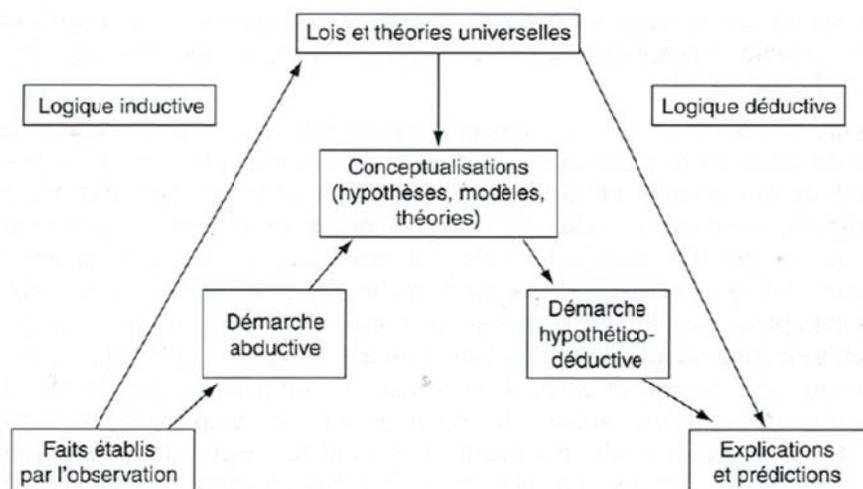 Lois et théories universelles
Logique inductive
Logique déductive
Conceptualisations
(hypothèses, modèles,
théories)
Démarche
abductive
Démarche
hypothético-
déductive
Faits établis
par l'observation
Explications
et prédictions